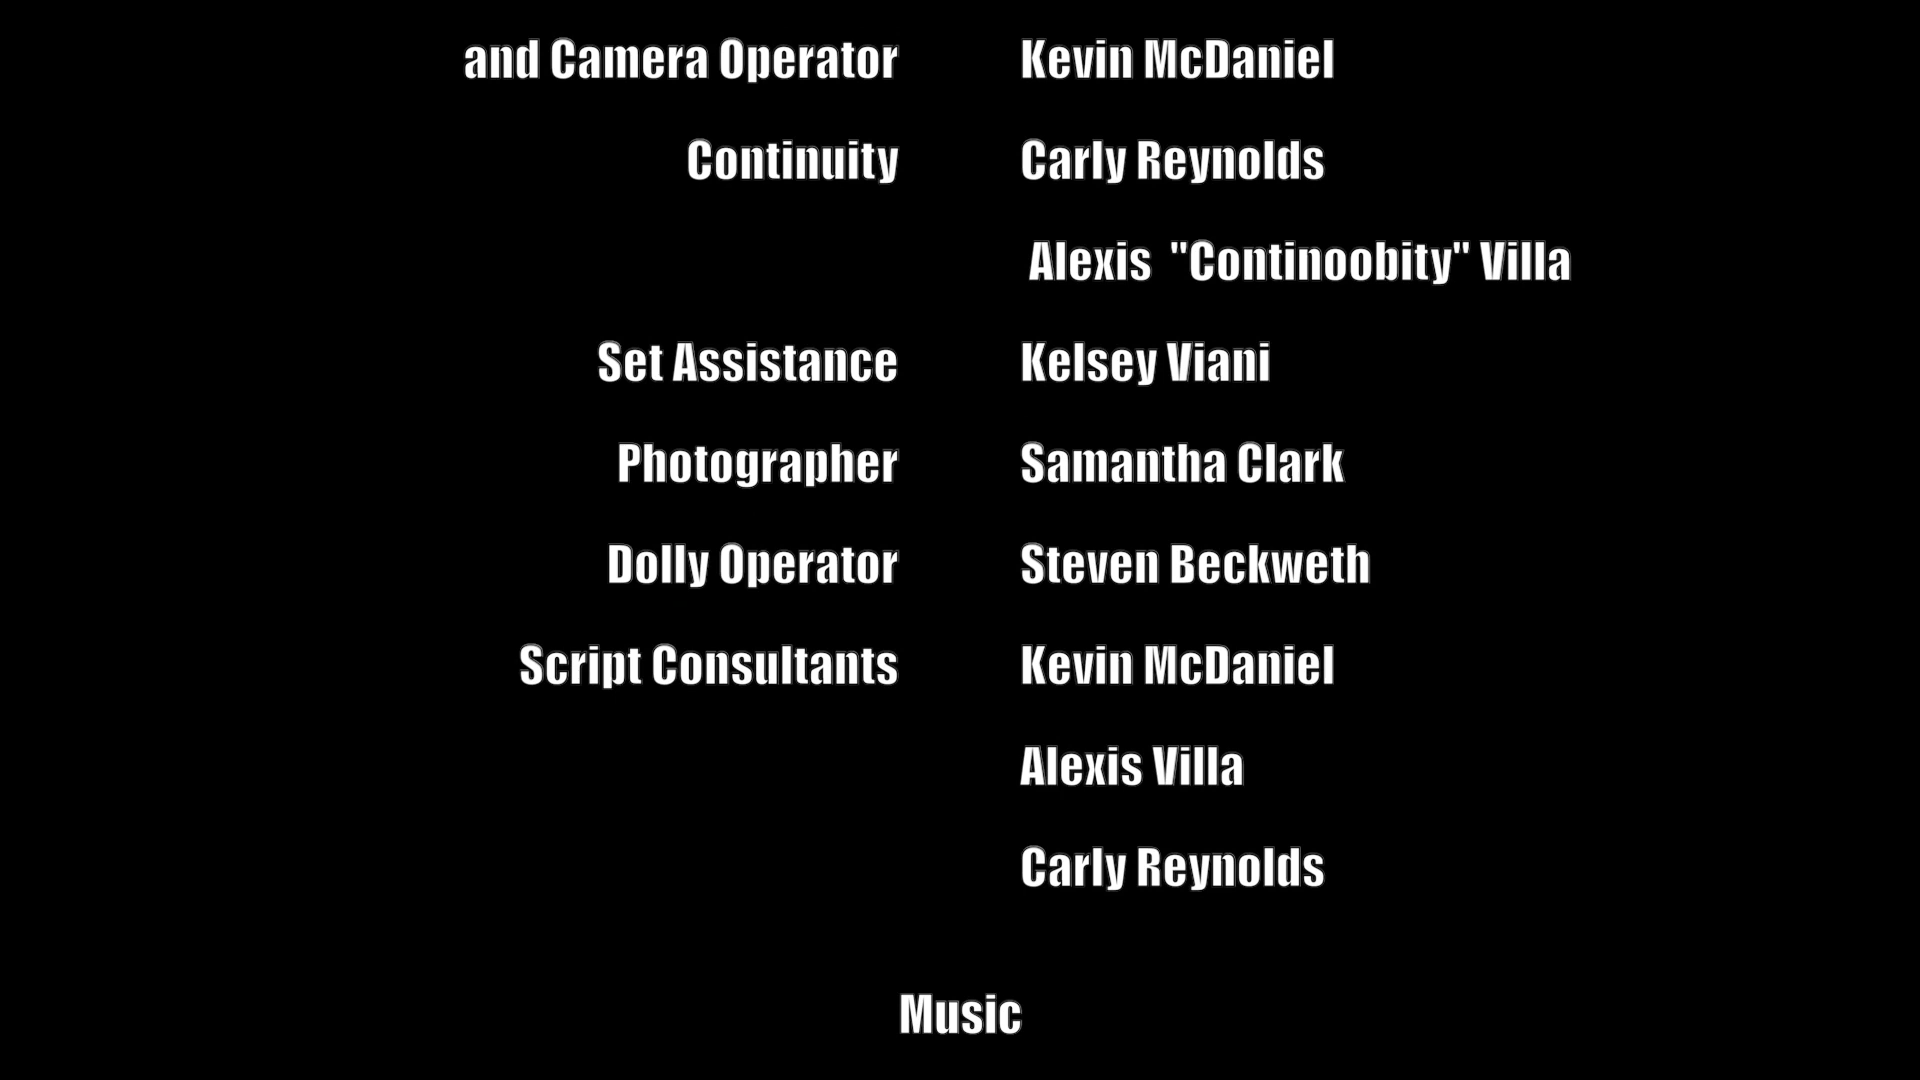 and Camera Operator Kevin McDaniel
Continuity Carly Reynolds
Alexis "Continoobity" Villa
Set Assistance Kelsey Viani
Photographer Samantha Clark
Dolly Operator Steven Beckweth
Script Consultants Kevin McDaniel
Alexis Villa
Carly Reynolds
Music